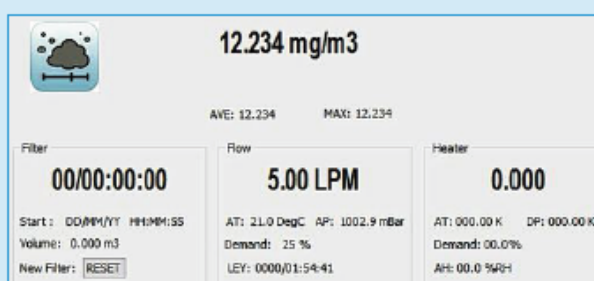 12.234 mg/m3
AVE: 12.234 MAX: 12.234
Filter
00/00:00:00
Start : DD/MM/YY HH:MM:SS
Volume: 0.000 m3
New Filter: RESET
Flow
5.00 LPM
AT: 21.0 DegC AP: 1002.9 mBar
Demand: 25 %
LEY: 0000/01:54:41
Heater
0.000
AT: 000.00 K DP: 000.00 K
Demand: 00.0%
AH: 00.0 %RH